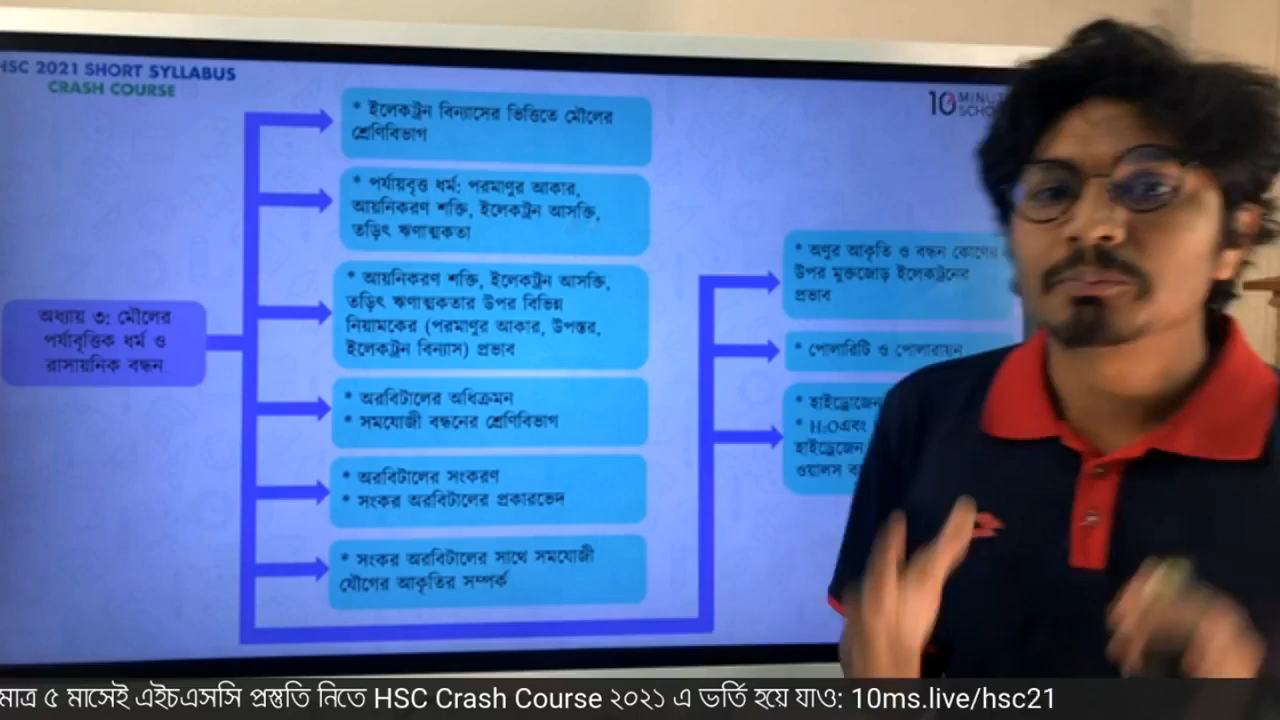 HSC 2021 SHORT SYLLABUS
CRASH COURSE
10 MINUT
SCHO
* ইলেকট্রন বিন্যাসের ভিত্তিতে মৌলের
শ্রেণিবিভাগ
* পর্যায়বৃত্ত ধর্ম: পরমাণুর আকার,
আয়নিকরণ শক্তি, ইলেকট্রন আসক্তি,
তড়িৎ ঋণাত্মকতা
* আয়নিকরণ শক্তি, ইলেকট্রন আসক্তি,
তড়িৎ ঋণাত্মকতার উপর বিভিন্ন
নিয়ামকের (পরমাণুর আকার, উপস্তর,
ইলেকট্রন বিন্যাস) প্রভাব
অধ্যায় ৩: মৌলের
পর্যাবৃত্তিক ধর্ম ও
রাসায়নিক বন্ধন
* অরবিটালের অধিক্রমন
* সমযোজী বন্ধনের শ্রেণিবিভাগ
* অরবিটালের সংকরণ
* সংকর অরবিটালের প্রকারভেদ
* সংকর অরবিটালের সাথে সমযোজী
যৌগের আকৃতির সম্পর্ক
* অণুর আকৃতি ও বন্ধন কোণের
উপর মুক্তজোড় ইলেকট্রনের
প্রভাব
* পোলারিটি ও পোলারায়ন
* হাইড্রোজেন
* H₂Oএবং
হাইড্রোজেন
ওয়ালস
মাত্র ৫ মাসেই এইচএসসি প্রস্তুতি নিতে HSC Crash Course ২০২১ এ ভর্তি হয়ে যাও: 10ms.live/hsc21